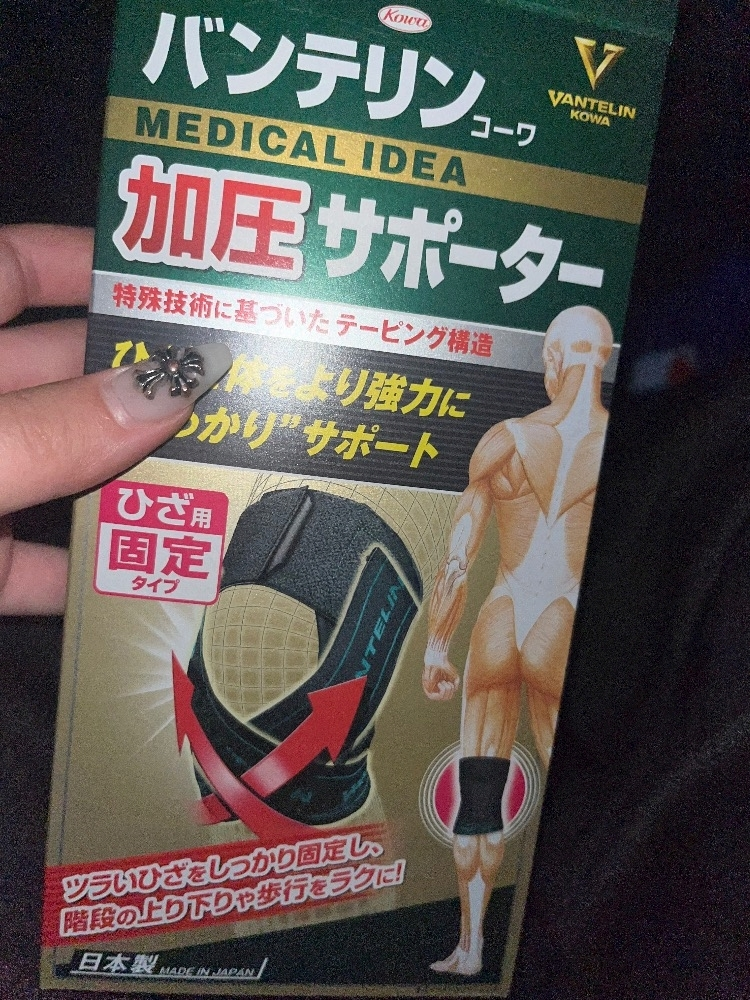 Kowa
バンテリンコーワ
VANTELIN
KOWA
MEDICAL IDEA
加圧サポーター
特殊技術に基づいたテーピング構造
ひ 体をより強力に
かり”サポート
ひざ用
固定
タイプ
NTELIN
ツラいひざをしっかり固定し、
階段の上り下りや歩行をラクに!
日本製 MADE IN JAPAN